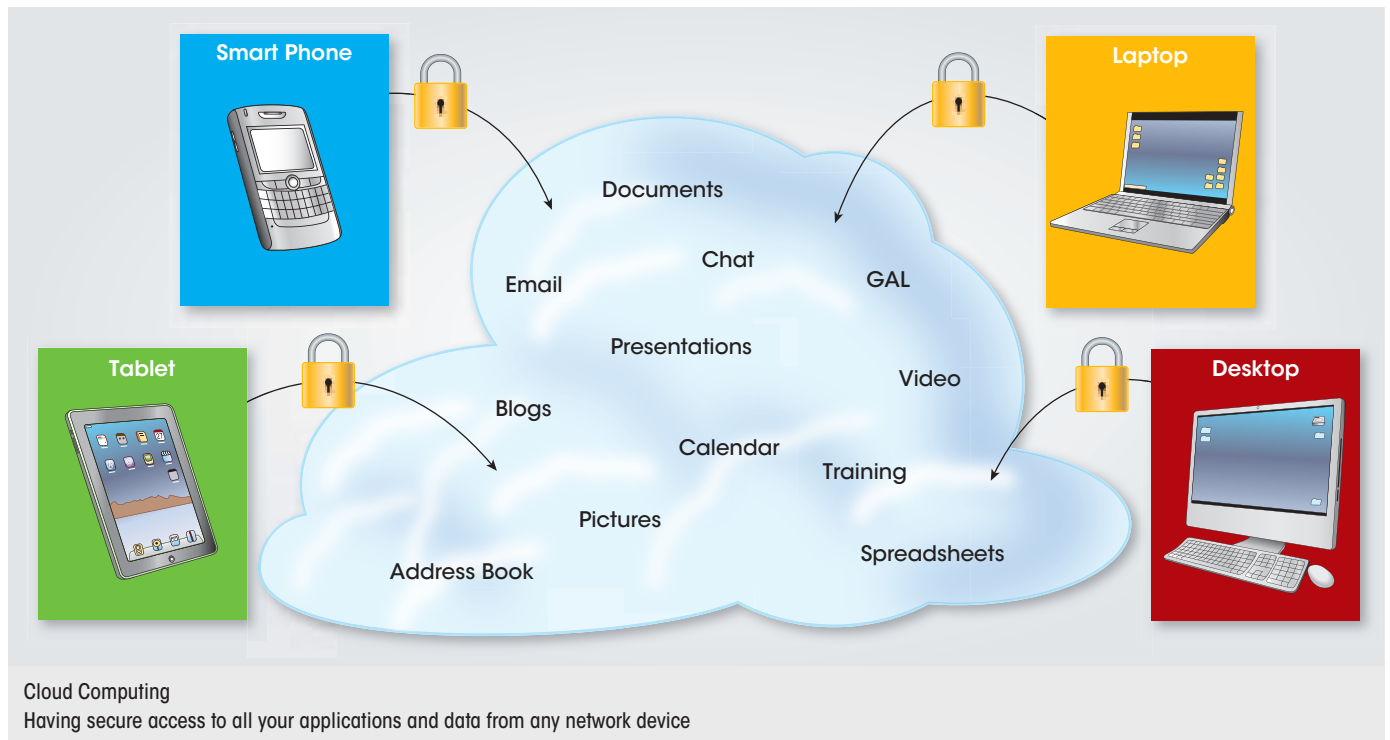 Smart Phone
Laptop
Documents
Chat
Email
GAL
Presentations
Tablet
Video
Desktop
Blogs
Calendar
Training
Pictures
Spreadsheets
Address Book
Cloud Computing
Having secure access to all your applications and data from any network device